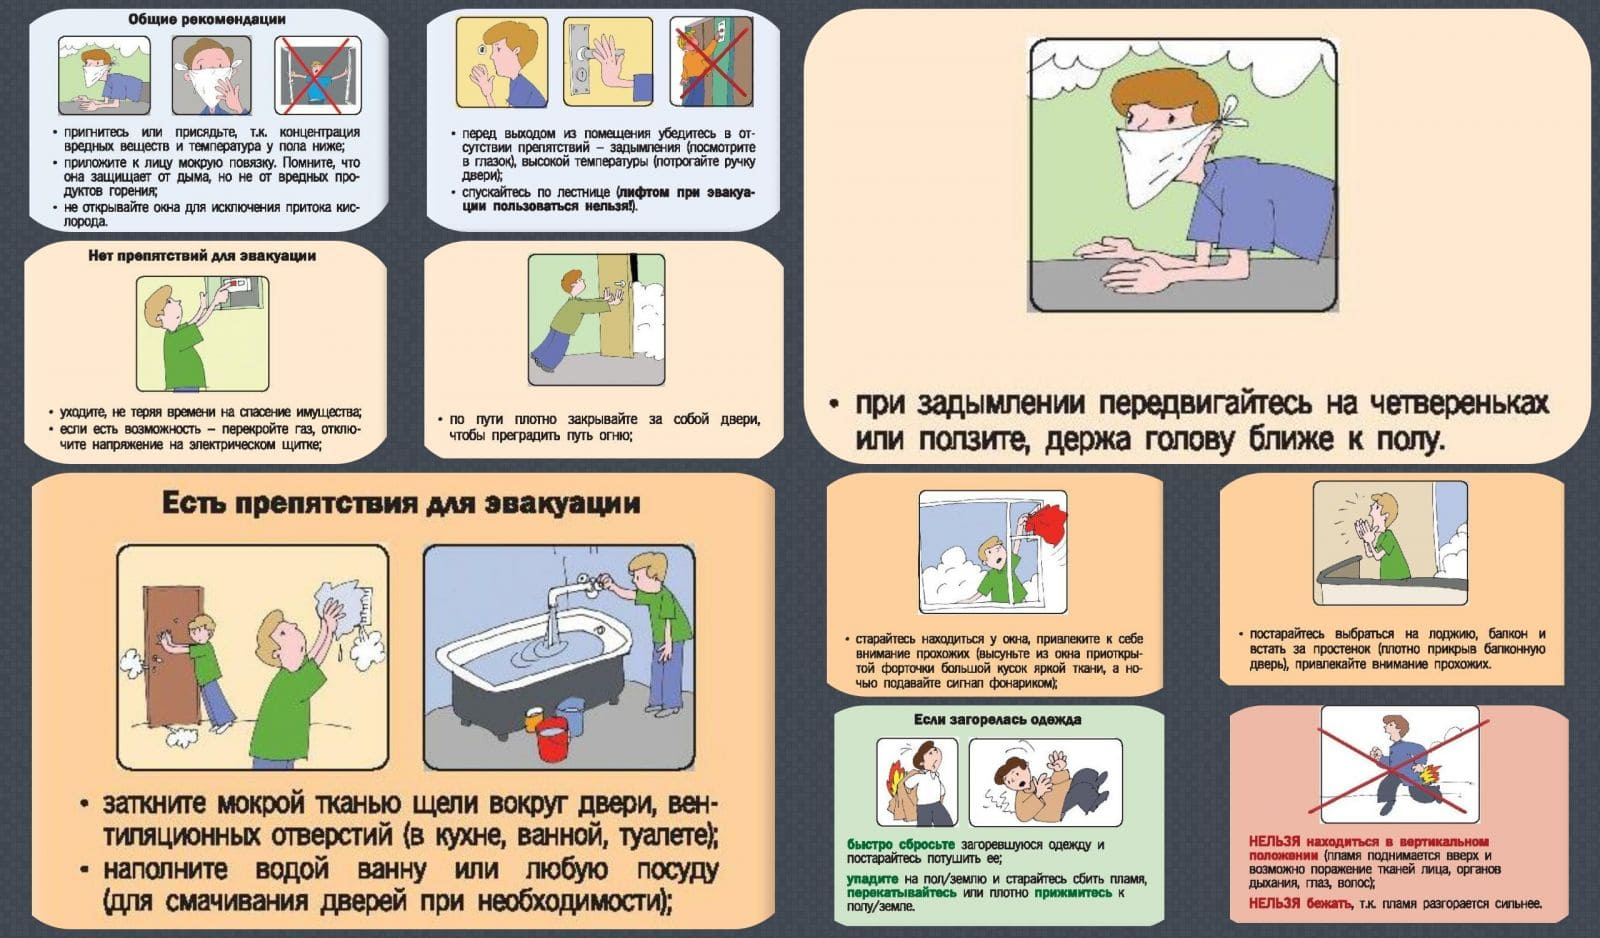 Общие рекомендации
• пригнитесь или присядьте, т.к. концентрация
вредных веществ и температура у пола ниже;
• приложите к лицу мокрую повязку. Помните, что
она защищает от дыма, но не от вредных про-
дуктов горения;
• не открывайте окна для исключения притока кис-
лорода.
• перед выходом из помещения убедитесь в от-
сутствии препятствий – задымления (посмотрите
в глазок), высокой температуры (потрогайте ручку
двери);
• спускайтесь по лестнице (лифтом при эвакуа-
ции пользоваться нельзя!).
Нет препятствий для эвакуации
• уходите, не теряя времени на спасение имущества;
• если есть возможность – перекройте газ, отклю-
чите напряжение на электрическом щитке;
• по пути плотно закрывайте за собой двери,
чтобы преградить путь огню;
• при задымлении передвигайтесь на четвереньках
или ползите, держа голову ближе к полу.
Есть препятствия для эвакуации
• заткните мокрой тканью щели вокруг двери, вен-
тиляционных отверстий (в кухне, ванной, туалете);
• наполните водой ванну или любую посуду
(для смачивания дверей при необходимости);
• старайтесь находиться у окна, привлеките к себе
внимание прохожих (высуньте из окна приоткры-
той форточки большой кусок яркой ткани, а но-
чью подавайте сигнал фонариком);
• постарайтесь выбраться на лоджию, балкон и
встать за простенок (плотно прикрыв балконную
дверь), привлекайте внимание прохожих.
Если загорелась одежда
быстро сбросьте загоревшуюся одежду и
постарайтесь потушить ее;
упадите на пол/землю и старайтесь сбить пламя,
перекатывайтесь или плотно прижмитесь к
полу/земле.
НЕЛЬЗЯ находиться в вертикальном
положении (пламя поднимается вверх и
возможно поражение тканей лица, органов
дыхания, глаз, волос);
НЕЛЬЗЯ бежать, т.к. пламя разгорается сильнее.